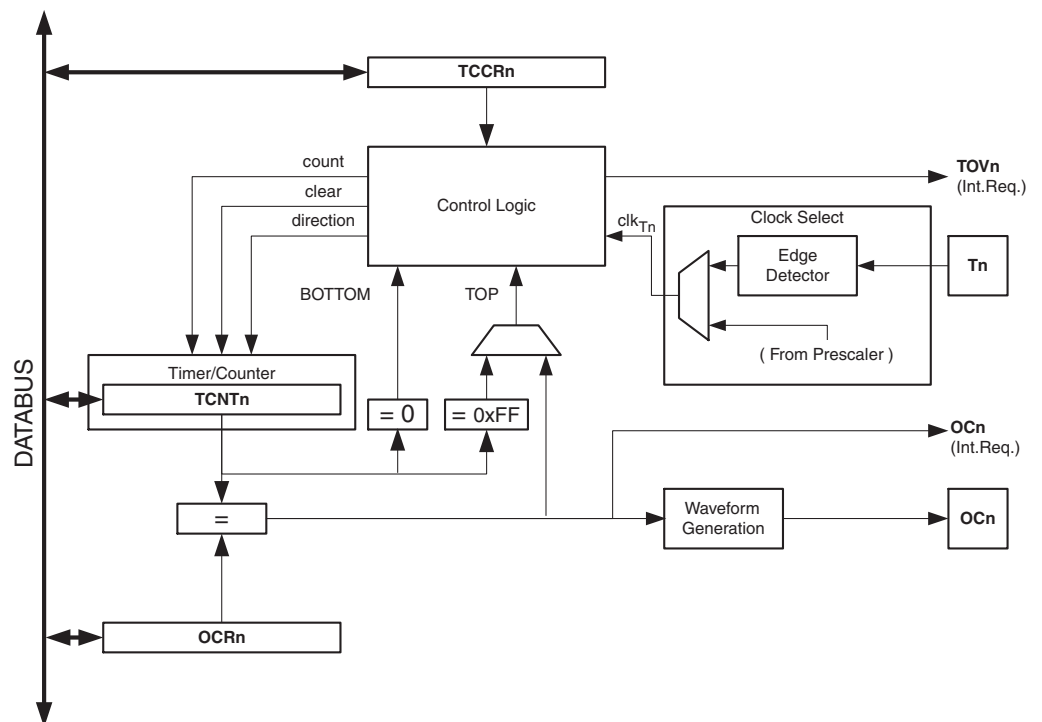 TCCRn
count
clear
direction
Control Logic
clkTn
TOVn
(Int.Req.)
Clock Select
Edge
Detector
Tn
( From Prescaler )
BOTTOM
TOP
DATABUS
Timer/Counter
TCNTn
= 0
= 0xFF
OCn
(Int.Req.)
=
Waveform
Generation
OCn
OCRn